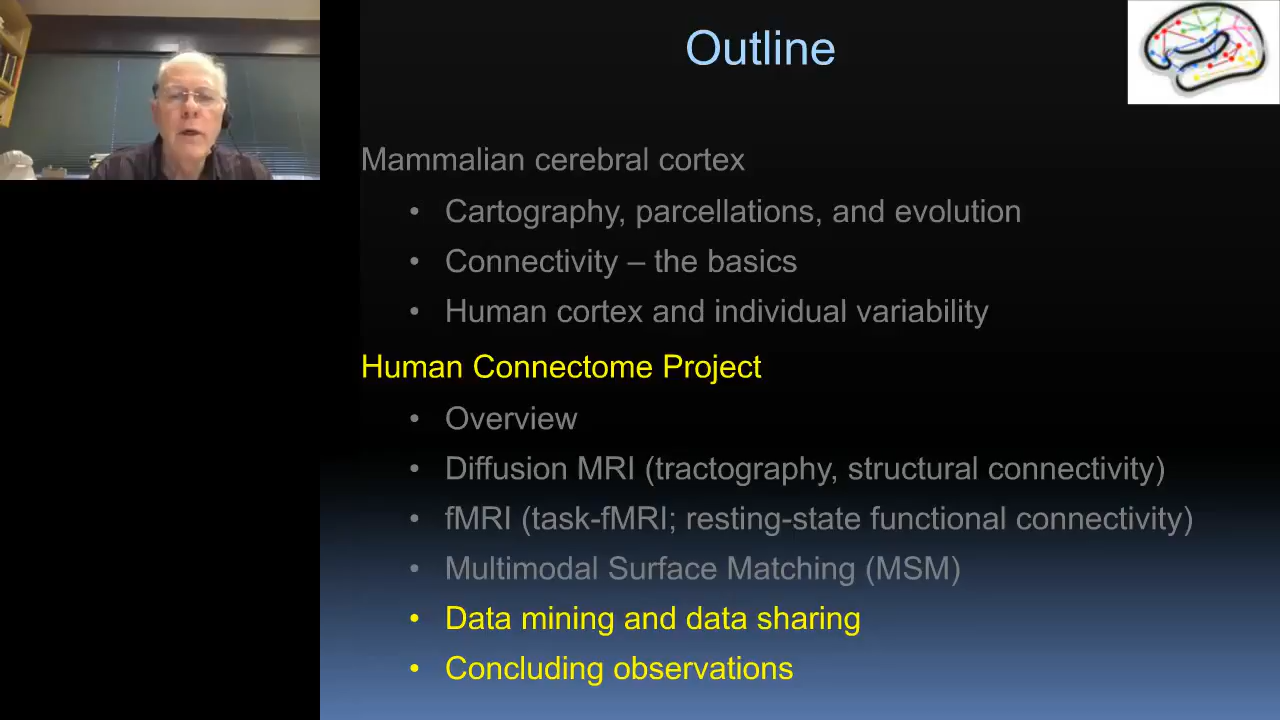 Outline
Mammalian cerebral cortex
• Cartography, parcellations, and evolution
• Connectivity – the basics
• Human cortex and individual variability
Human Connectome Project
• Overview
• Diffusion MRI (tractography, structural connectivity)
• fMRI (task-fMRI; resting-state functional connectivity)
• Multimodal Surface Matching (MSM)
• Data mining and data sharing
• Concluding observations